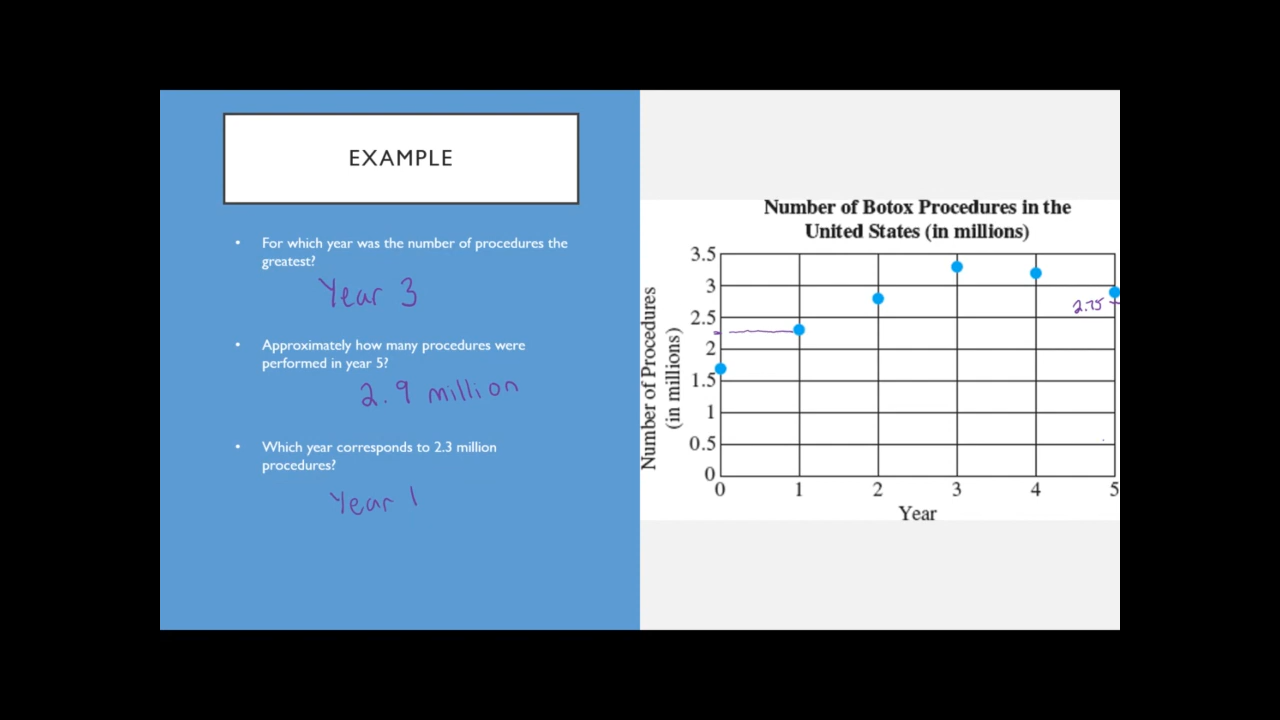 EXAMPLE
• For which year was the number of procedures the
greatest?
Year 3
• Approximately how many procedures were
performed in year 5?
2.9 million
• Which year corresponds to 2.3 million
procedures?
Year 1
Number of Botox Procedures in the
United States (in millions)
Number of Procedures
(in millions)
3.5
3
2.5
2
1.5
1
0.5
0
2.75
0 1 2 3 4 5
Year